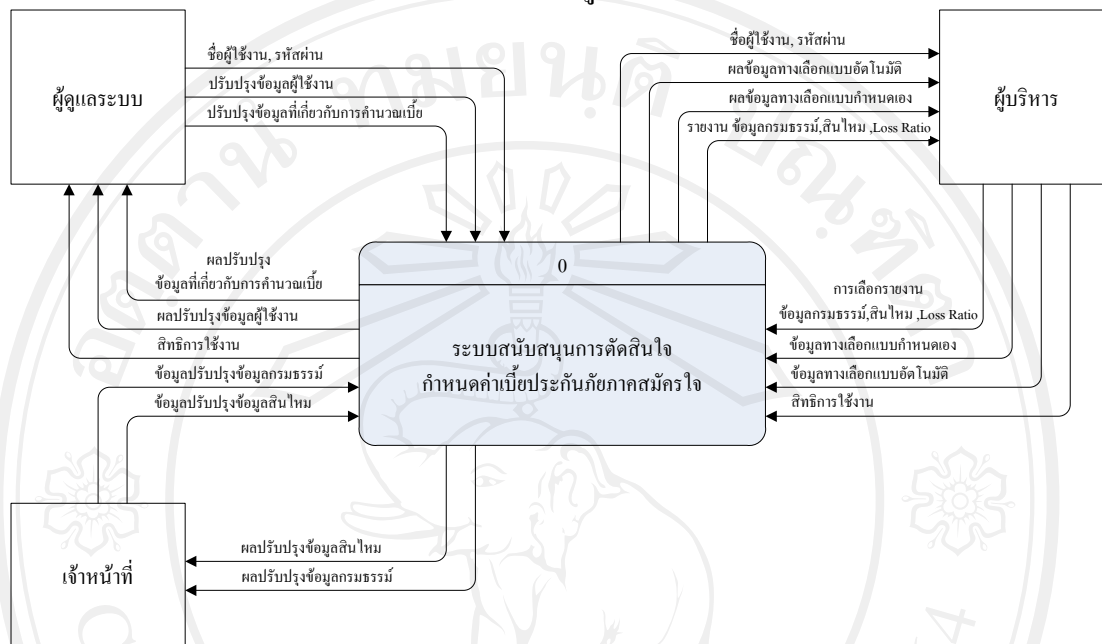 ผู้ดูแลระบบ
ชื่อผู้ใช้งาน, รหัสผ่าน
ปรับปรุงข้อมูลผู้ใช้งาน
ปรับปรุงข้อมูลที่เกี่ยวกับการคำนวณเบี้ย
ชื่อผู้ใช้งาน, รหัสผ่าน
ผลข้อมูลทางเลือกแบบอัตโนมัติ
ผลข้อมูลทางเลือกแบบกำหนดเอง
รายงาน ข้อมูลกรมธรรม์,สินไหม ,Loss Ratio
ผู้บริหาร
ผลปรับปรุง
ข้อมูลที่เกี่ยวกับการคำนวณเบี้ย
ผลปรับปรุงข้อมูลผู้ใช้งาน
สิทธิการใช้งาน
ข้อมูลปรับปรุงข้อมูลกรมธรรม์
ข้อมูลปรับปรุงข้อมูลสินไหม
0
ระบบสนับสนุนการตัดสินใจ
กำหนดค่าเบี้ยประกันภัยภาคสมัครใจ
การเลือกรายงาน
ข้อมูลกรมธรรม์,สินไหม ,Loss Ratio
ข้อมูลทางเลือกแบบกำหนดเอง
ข้อมูลทางเลือกแบบอัตโนมัติ
สิทธิการใช้งาน
เจ้าหน้าที่
ผลปรับปรุงข้อมูลสินไหม
ผลปรับปรุงข้อมูลกรมธรรม์